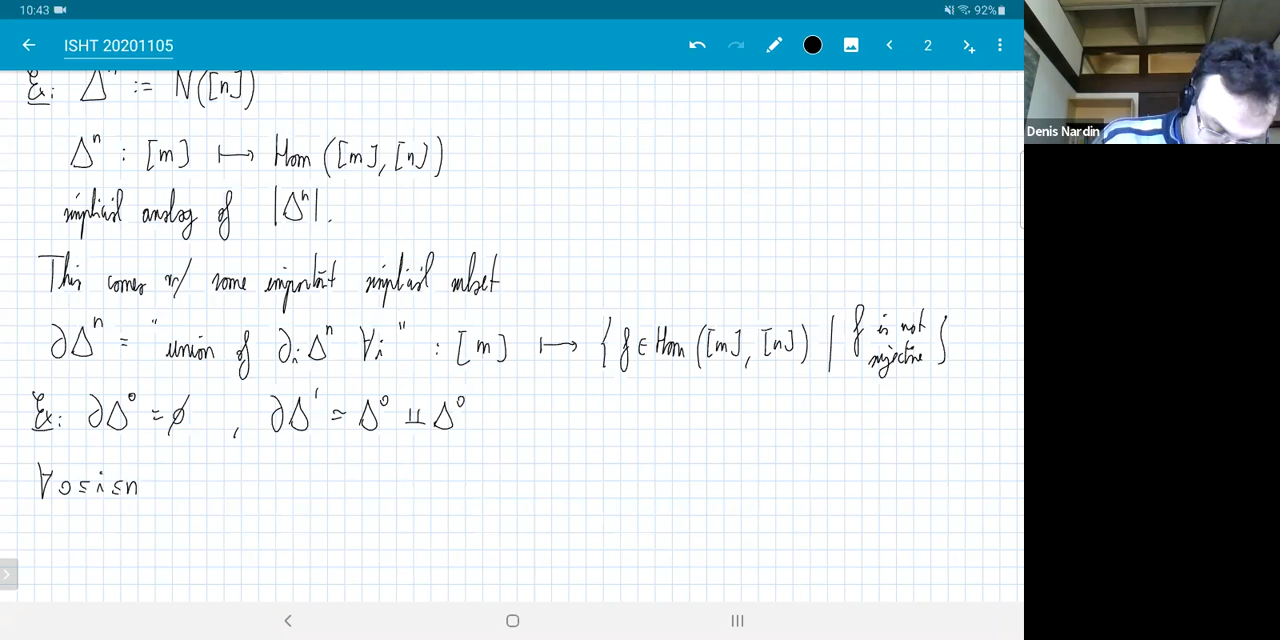 10:43 92%
ISHT 20201105 2
Ex: Δⁿ := N([n])
Denis Nardin
Δⁿ : [m] ⟼ Hom ([m], [n])
simplicial analog of |Δⁿ|.
This comes w/ some important simplicial subset
∂Δⁿ = "union of ∂ᵢΔⁿ ∀i" : [m] ⟼ { f ∈ Hom ([m], [n]) | f is not
Ex: ∂Δ⁰ = ∅ , ∂Δ¹ = Δ⁰ ⨿ Δ⁰
∀ 0 ≤ i ≤ n